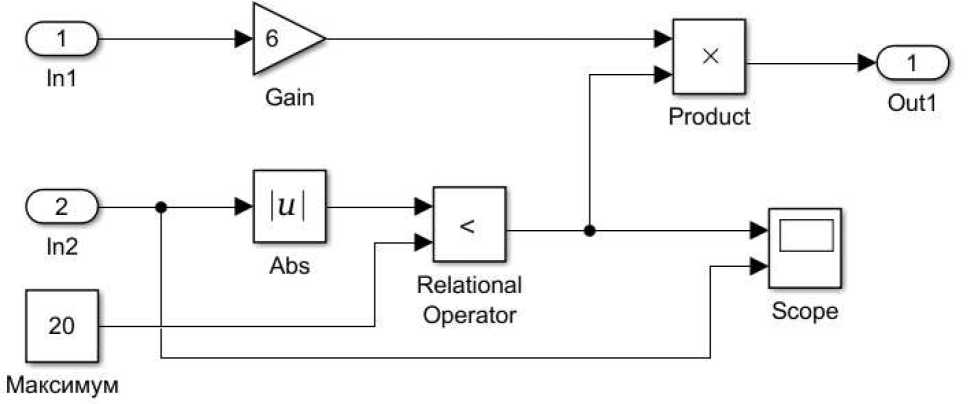 1
In1
6
Gain
×
Product
1
Out1
2
In2
|u|
Abs
<
Relational
Operator
Scope
20
Максимум